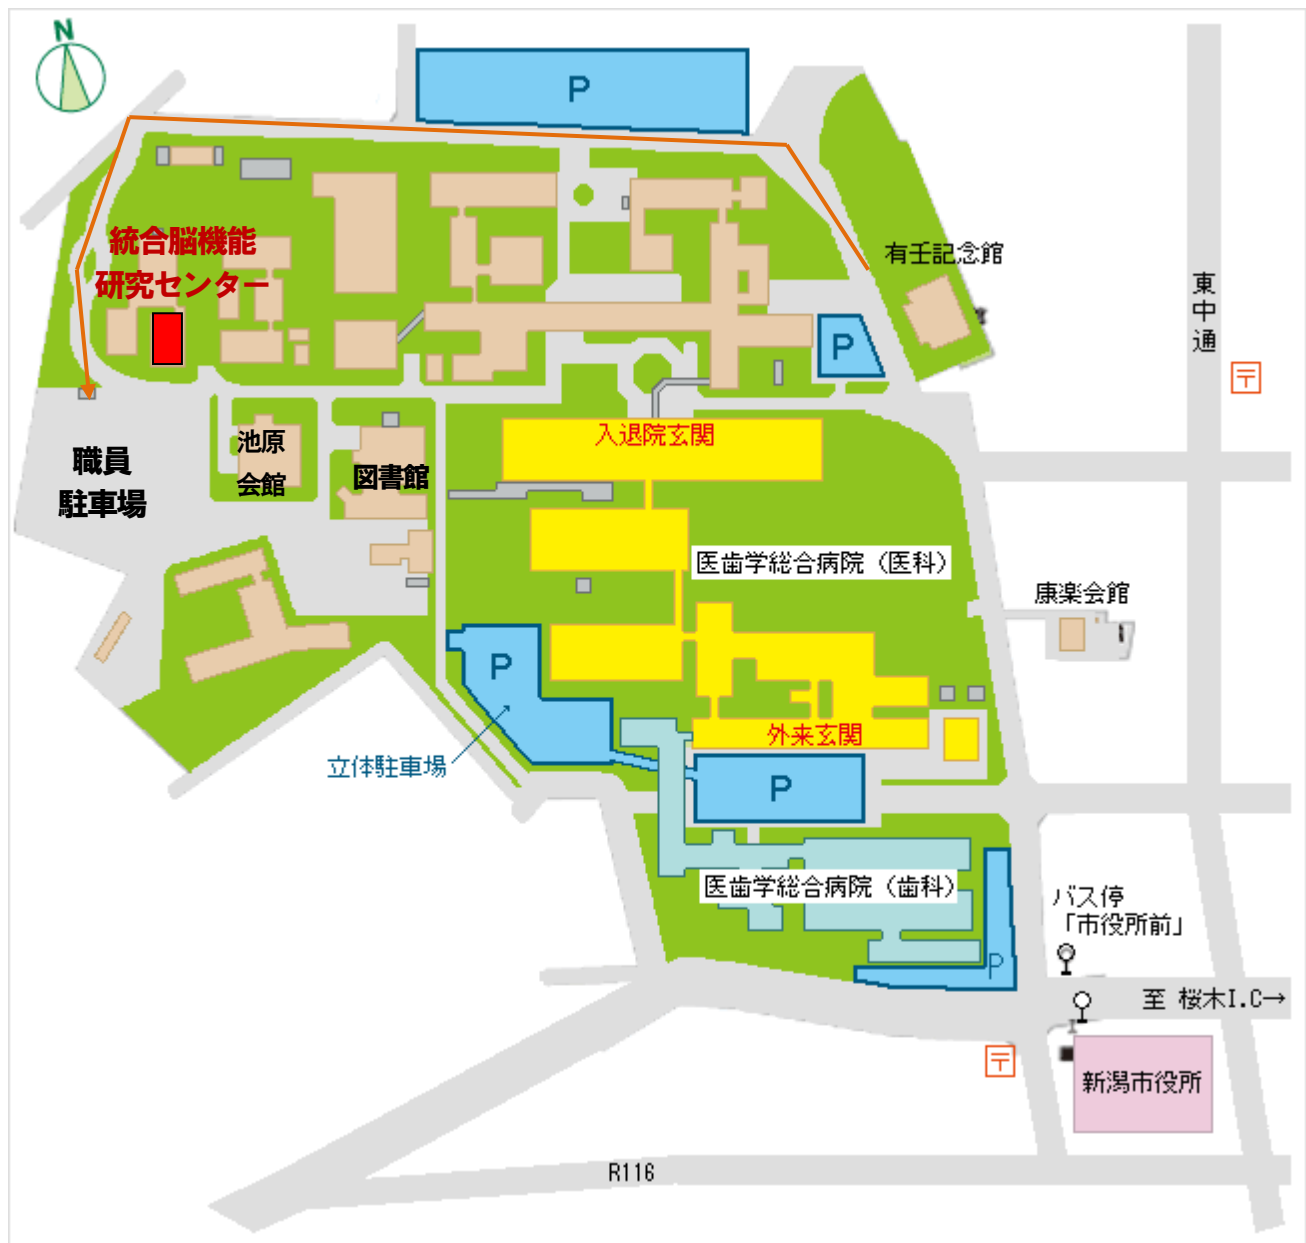 N
P
統合脳機能
研究センター
有壬記念館
東中通
P
〒
入退院玄関
池原
会館
図書館
職員
駐車場
医歯学総合病院（医科）
康楽会館
P
外来玄関
立体駐車場
P
医歯学総合病院（歯科）
バス停
「市役所前」
P
至 桜木I.C→
〒
新潟市役所
R116